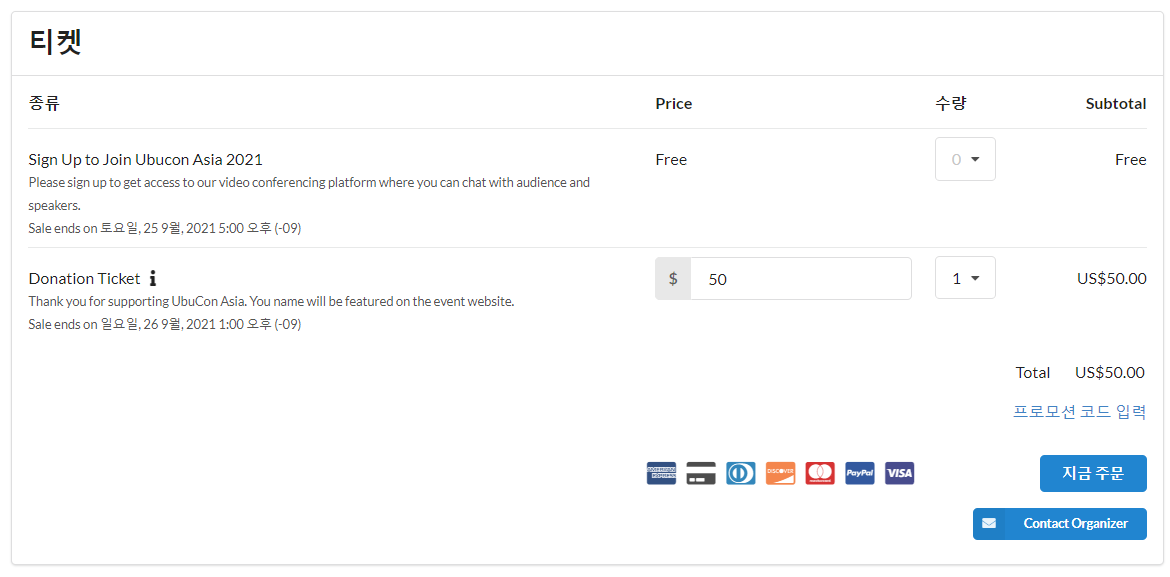 티켓
종류 Price 수량 Subtotal
Sign Up to Join Ubucon Asia 2021 Free 0 Free
Please sign up to get access to our video conferencing platform where you can chat with audience and
speakers.
Sale ends on 토요일, 25 9월, 2021 5:00 오후 (-09)
Donation Ticket $ 50 1 US$50.00
Thank you for supporting UbuCon Asia. You name will be featured on the event website.
Sale ends on 일요일, 26 9월, 2021 1:00 오후 (-09)
Total US$50.00
프로모션 코드 입력
AMERICAN EXPRESS DISCOVER PayPal VISA 지금 주문
Contact Organizer